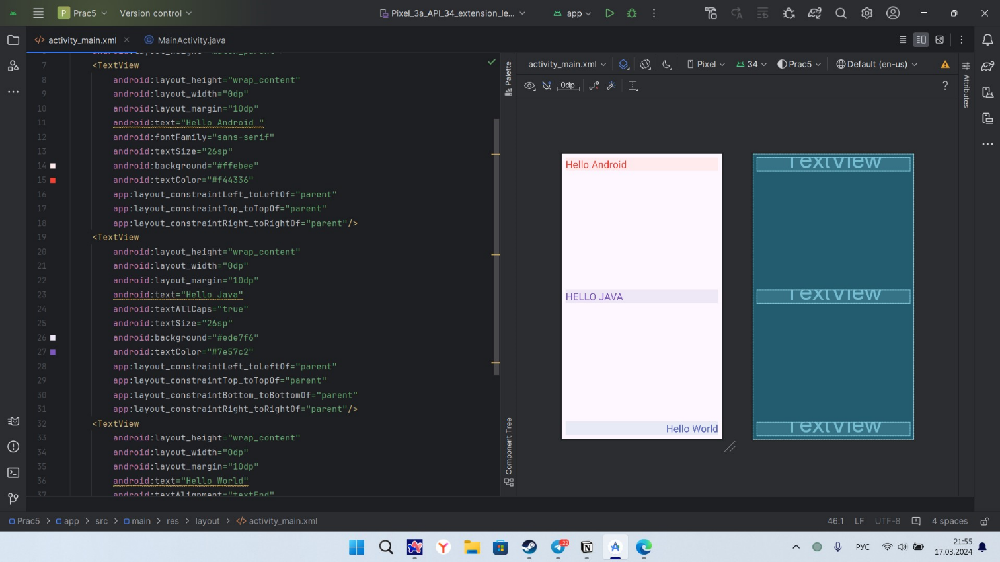 P Prac5 Version control Pixel_3a_API_34_extension_le... app
activity_main.xml MainActivity.java
android:layout_height="match_parent">
7 <TextView
8 android:layout_height="wrap_content"
9 android:layout_width="0dp"
10 android:layout_margin="10dp"
11 android:text="Hello Android "
12 android:fontFamily="sans-serif"
13 android:textSize="26sp"
14 android:background="#ffebee"
15 android:textColor="#f44336"
16 app:layout_constraintLeft_toLeftOf="parent"
17 app:layout_constraintTop_toTopOf="parent"
18 app:layout_constraintRight_toRightOf="parent"/>
19 <TextView
20 android:layout_height="wrap_content"
21 android:layout_width="0dp"
22 android:layout_margin="10dp"
23 android:text="Hello Java"
24 android:textAllCaps="true"
25 android:textSize="26sp"
26 android:background="#ede7f6"
27 android:textColor="#7e57c2"
28 app:layout_constraintLeft_toLeftOf="parent"
29 app:layout_constraintTop_toTopOf="parent"
30 app:layout_constraintBottom_toBottomOf="parent"
31 app:layout_constraintRight_toRightOf="parent"/>
32 <TextView
33 android:layout_height="wrap_content"
34 android:layout_width="0dp"
35 android:layout_margin="10dp"
36 android:text="Hello World"
37 android:textAlignment="textEnd"
Palette
Component Tree
activity_main.xml Pixel 34 Prac5 Default (en-us)
0dp ?
Attributes
Hello Android
HELLO JAVA
Hello World
TextView
TextView
TextView
Prac5 > app > src > main > res > layout > activity_main.xml
46:1 LF UTF-8 4 spaces
22
РУС
21:55
17.03.2024